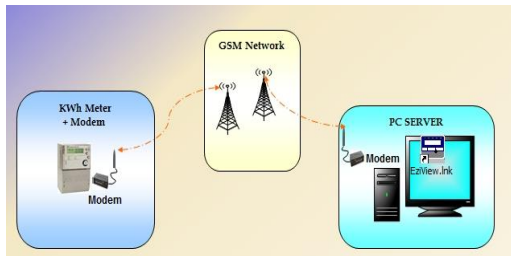 GSM Network
KWh Meter
+ Modem
Modem
PC SERVER
Modem
EziView.lnk